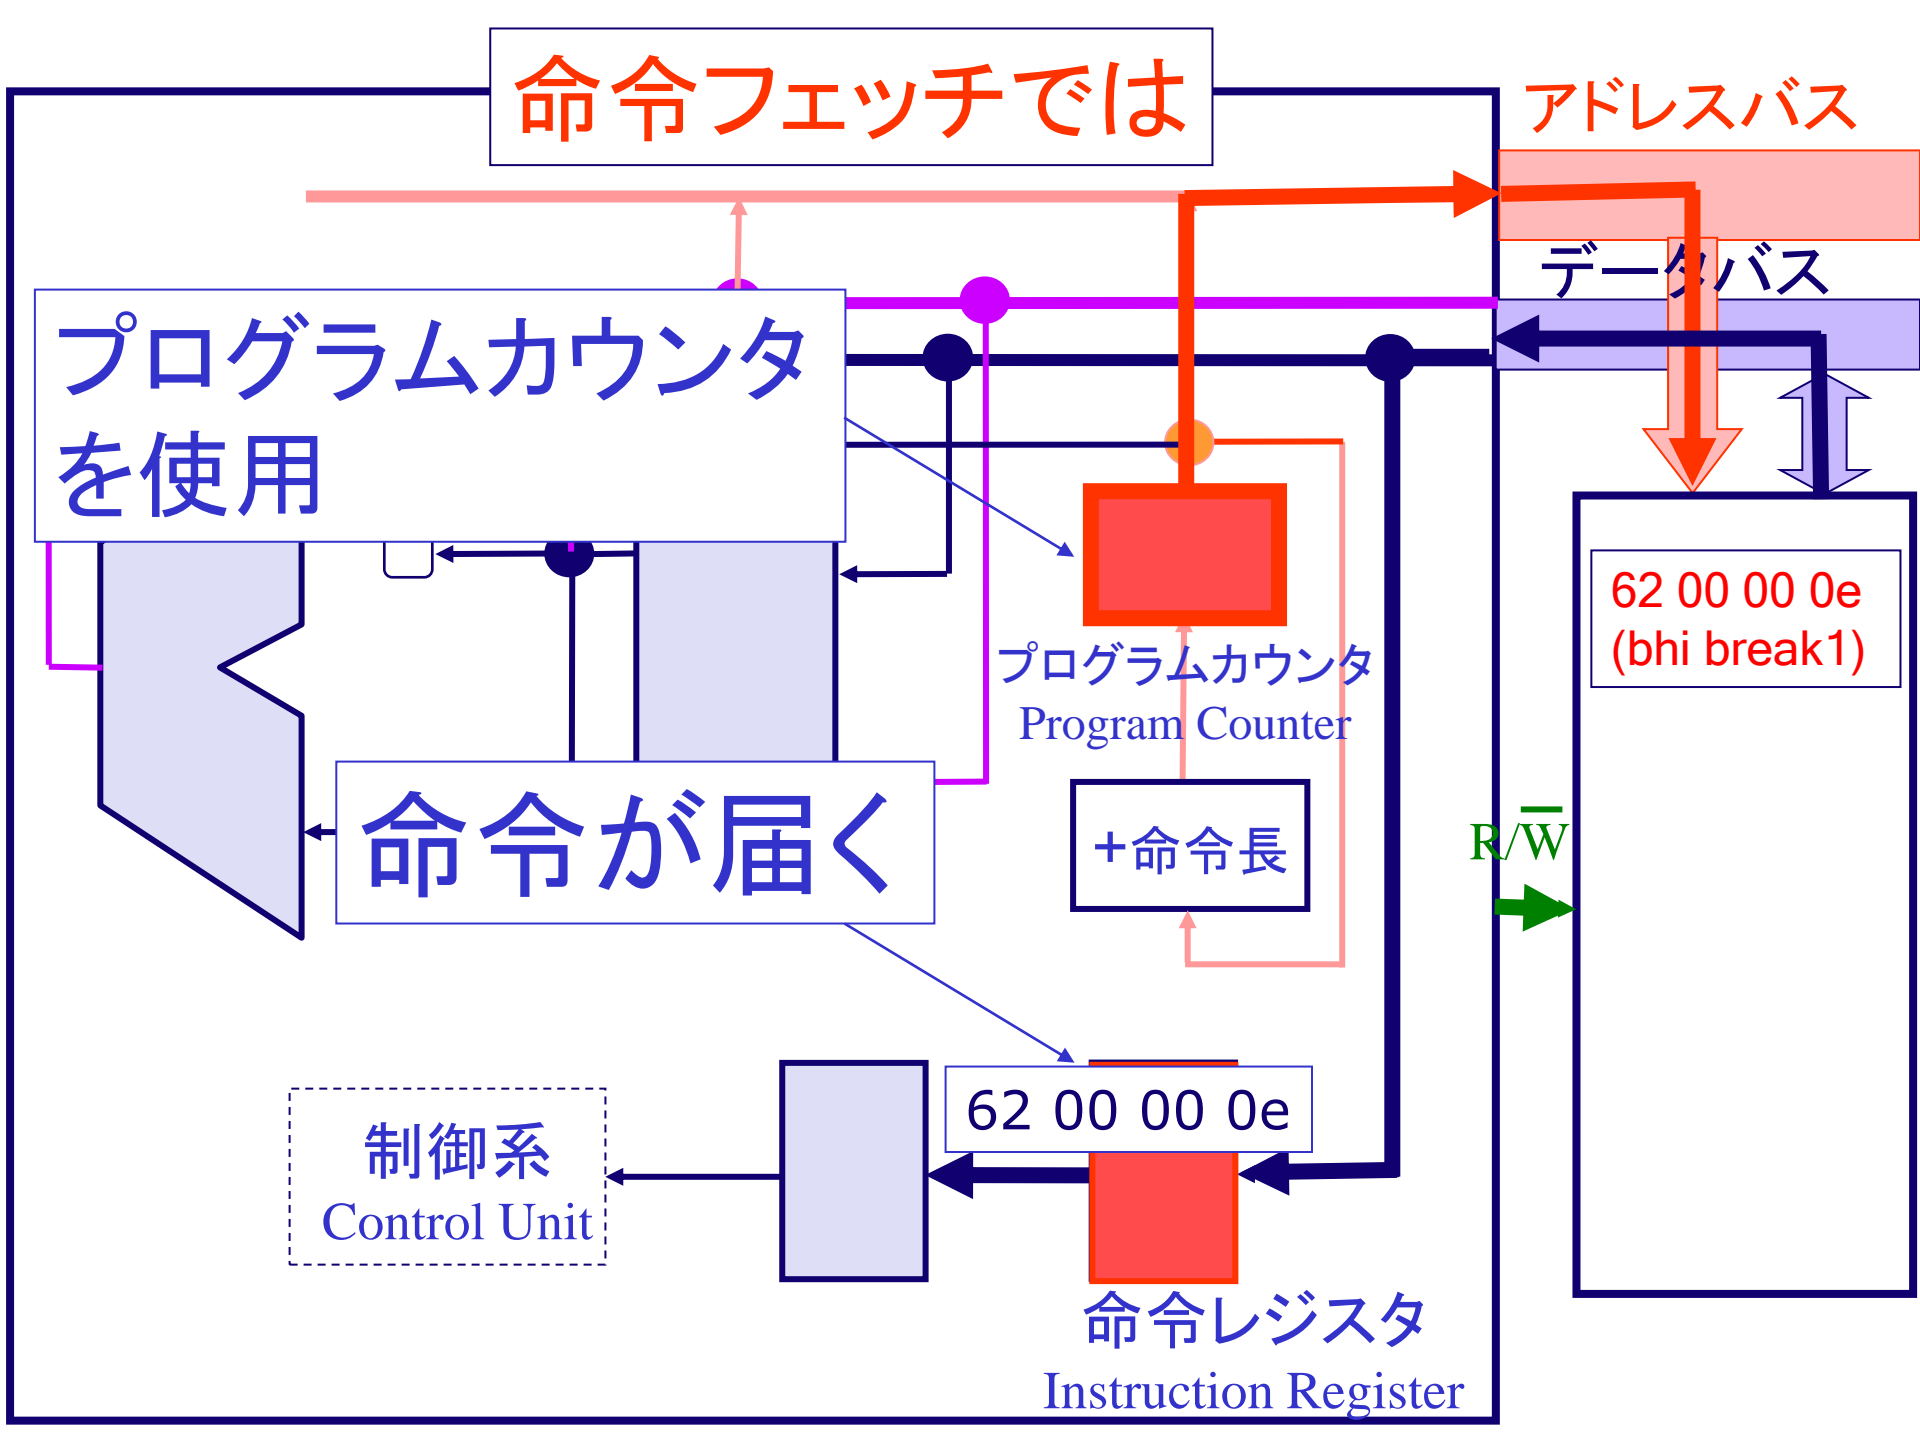 命令フェッチでは
アドレスバス
データバス
プログラムカウンタ
を使用
62 00 00 0e
(bhi break1)
プログラムカウンタ
Program Counter
命令が届く
+命令長
R/W̅
62 00 00 0e
制御系
Control Unit
命令レジスタ
Instruction Register